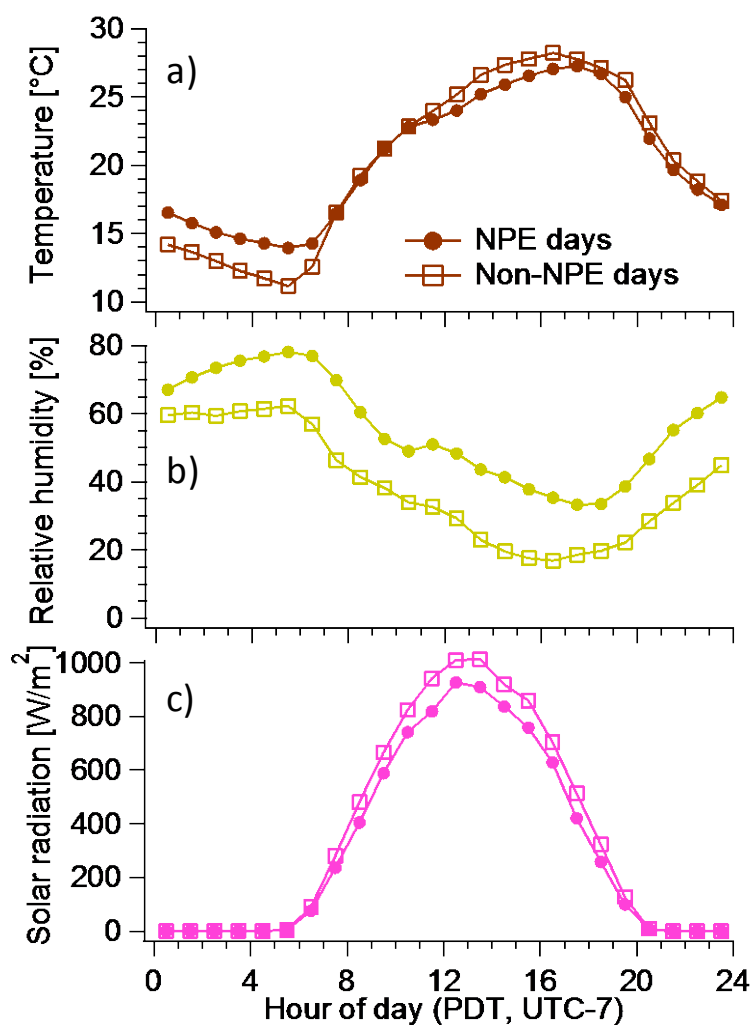 30
25
20
15
10
Temperature [°C]
a)
NPE days
Non-NPE days
80
60
40
20
0
Relative humidity [%]
b)
1000
800
600
400
200
0
Solar radiation [W/m²]
c)
0 4 8 12 16 20 24
Hour of day (PDT, UTC-7)